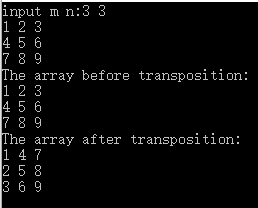 input m n:3 3
1 2 3
4 5 6
7 8 9
The array before transposition:
1 2 3
4 5 6
7 8 9
The array after transposition:
1 4 7
2 5 8
3 6 9